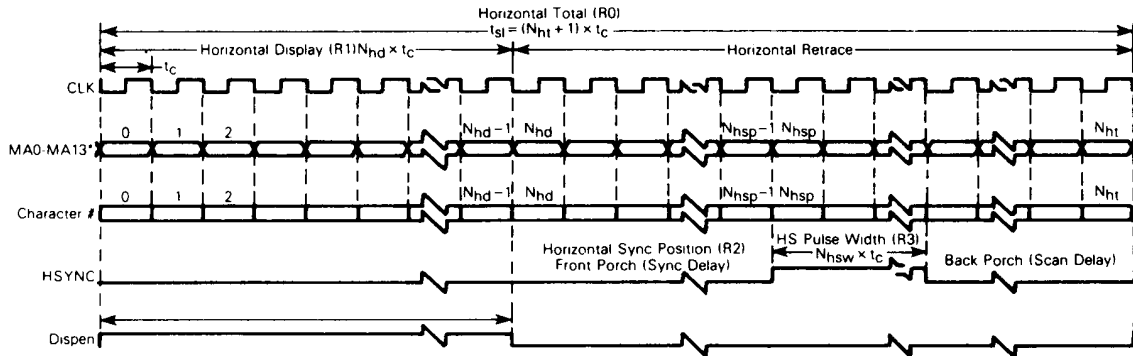 Horizontal Total (R0)
tsl = (Nht + 1) × tc
Horizontal Display (R1) Nhd × tc
Horizontal Retrace
tc
CLK
0 1 2 Nhd -1 Nhd Nhsp-1 Nhsp Nht
MA0-MA13*
0 1 2 Nhd-1 Nhd Nhsp-1 Nhsp Nht
Character #
Horizontal Sync Position (R2)
Front Porch (Sync Delay)
HS Pulse Width (R3)
Nhsw × tc
Back Porch (Scan Delay)
HSYNC
Dispen